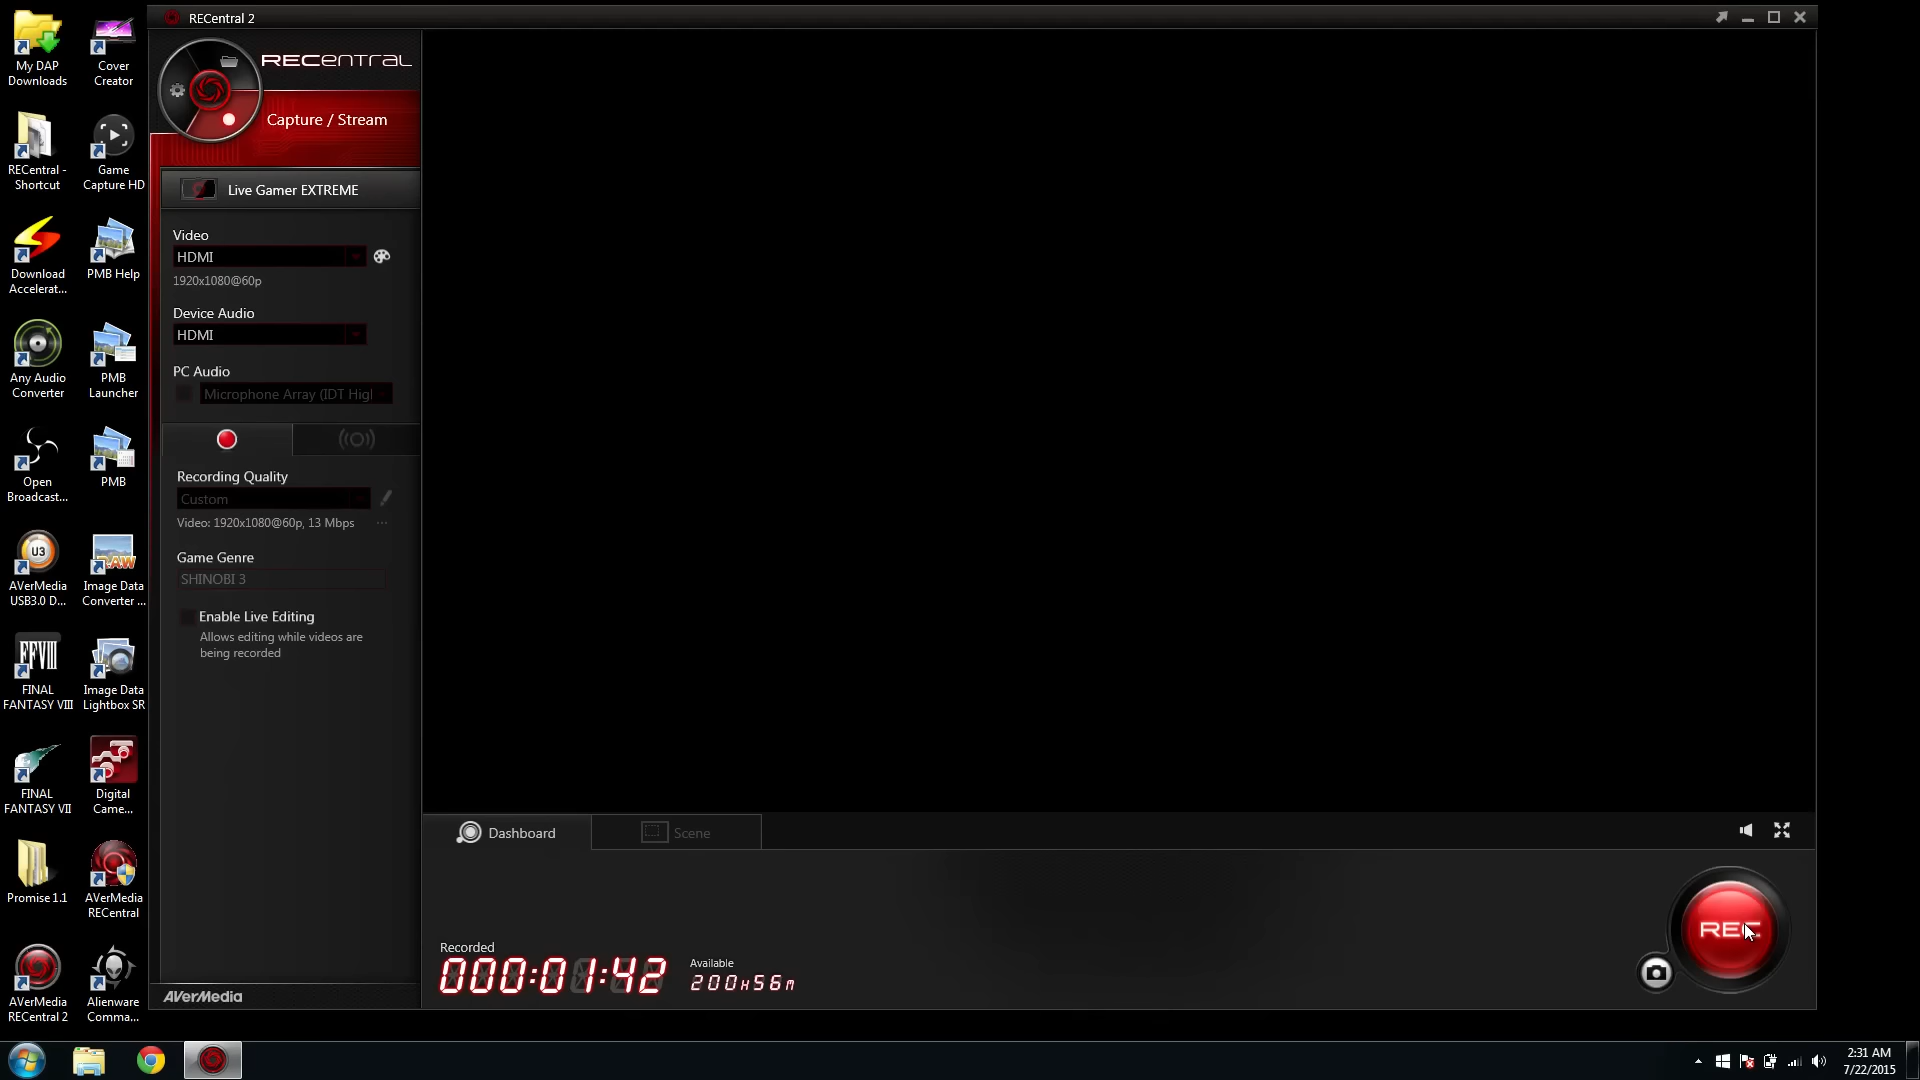 My DAP
Downloads
Cover
Creator
RECentral -
Shortcut
Game
Capture HD
Download
Accelerat...
PMB Help
Any Audio
Converter
PMB
Launcher
Open
Broadcast...
PMB
U3
AVerMedia
USB3.0 D...
RAW
Image Data
Converter ...
FFVIII
FINAL
FANTASY VIII
Image Data
Lightbox SR
FINAL
FANTASY VII
Digital
Came...
Promise 1.1
AVerMedia
RECentral
AVerMedia
RECentral 2
Alienware
Comma...
RECentral 2
RECentral
Capture / Stream
Live Gamer EXTREME
Video
HDMI
1920x1080@60p
Device Audio
HDMI
PC Audio
Microphone Array (IDT Higl
Recording Quality
Custom
Video: 1920x1080@60p, 13 Mbps
...
Game Genre
SHINOBI 3
Enable Live Editing
Allows editing while videos are
being recorded
AVerMedia
Dashboard
Scene
Recorded
000:01:42
Available
200H56m
REC
2:31 AM
7/22/2015